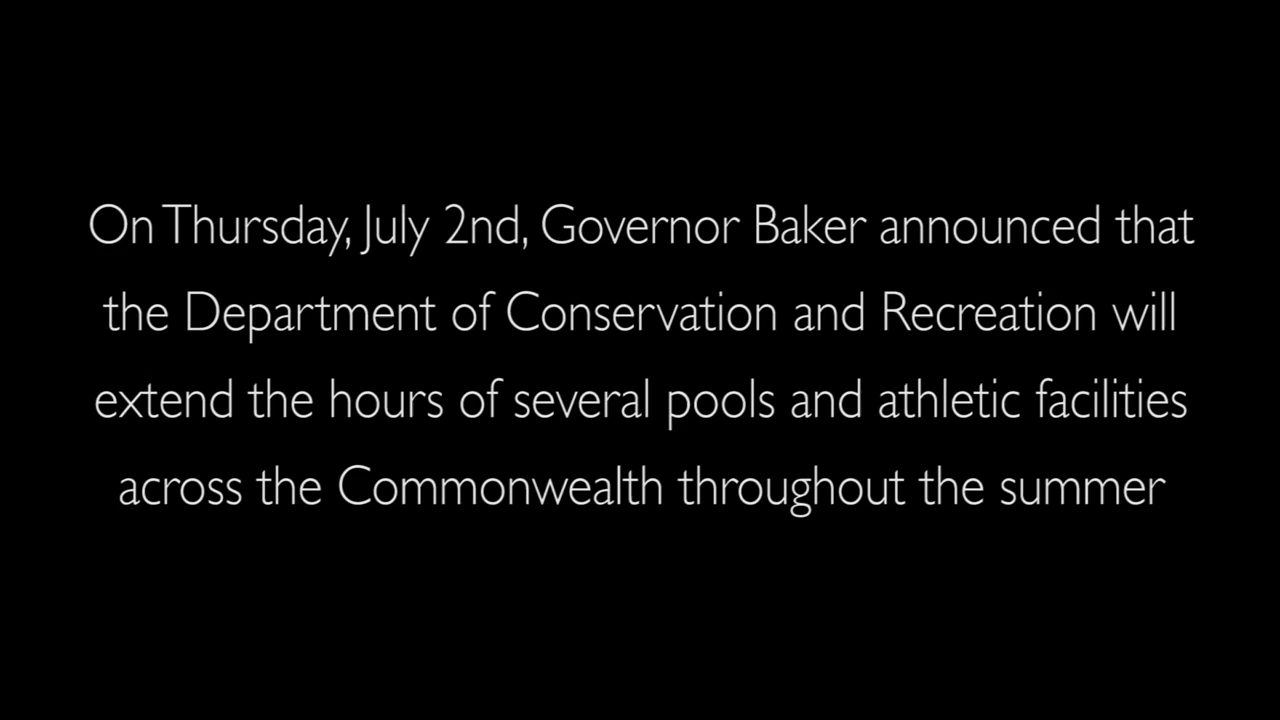 On Thursday, July 2nd, Governor Baker announced that
the Department of Conservation and Recreation will
extend the hours of several pools and athletic facilities
across the Commonwealth throughout the summer